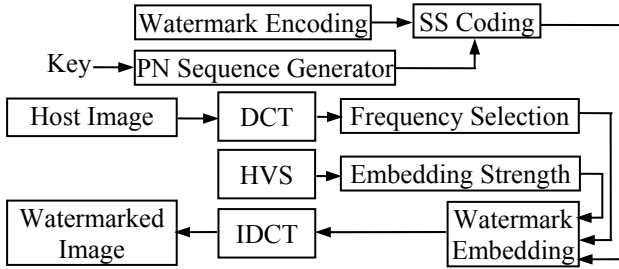 Watermark Encoding
SS Coding
Key
PN Sequence Generator
Host Image
DCT
Frequency Selection
HVS
Embedding Strength
Watermarked
Image
IDCT
Watermark
Embedding